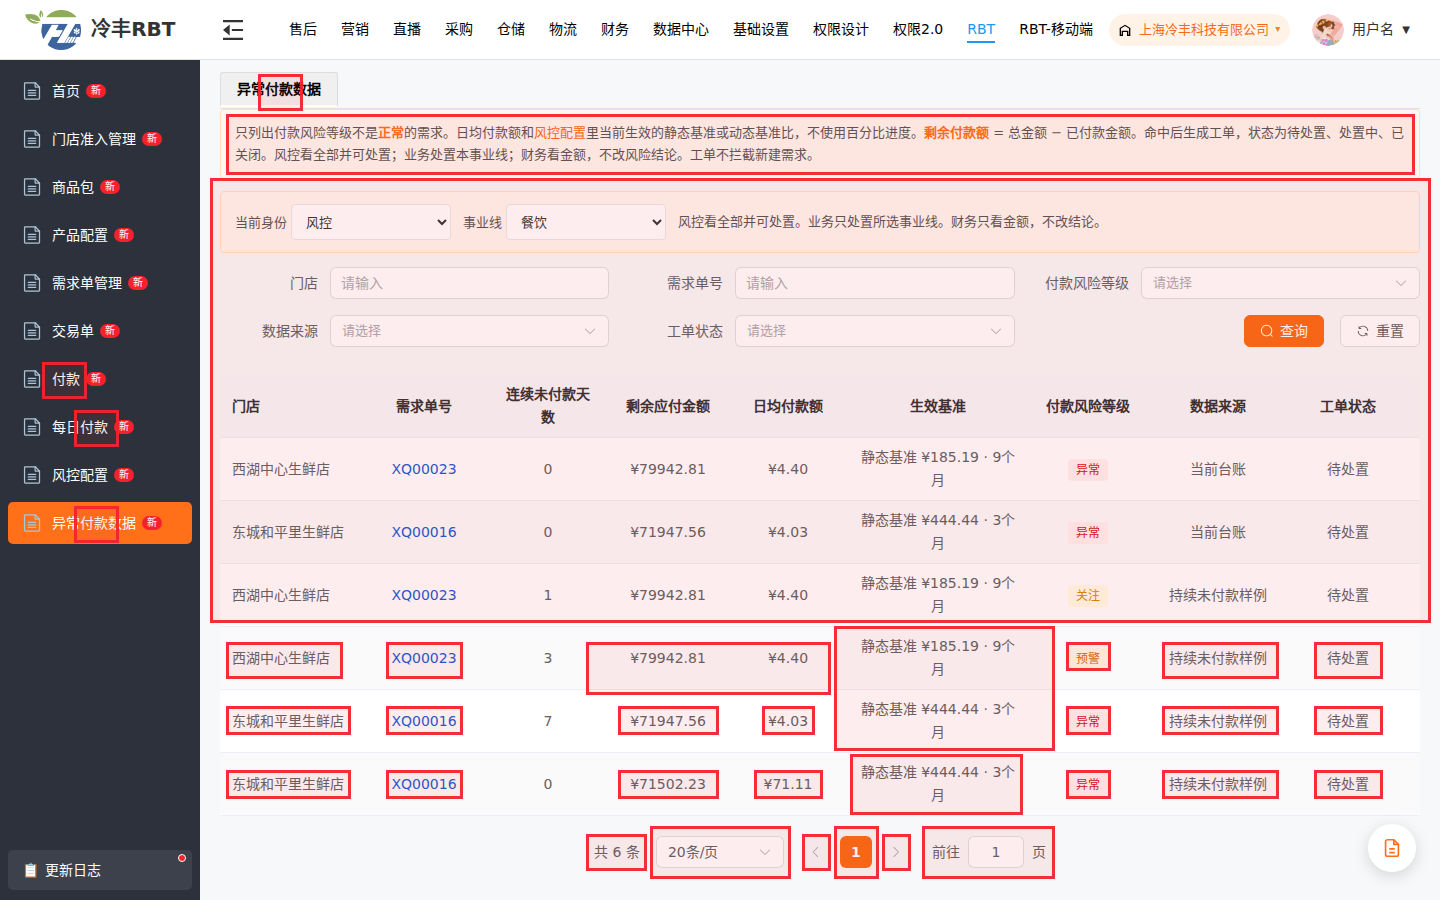 冷丰RBT
售后 营销 直播 采购 仓储 物流 财务 数据中心 基础设置 权限设计 权限2.0 RBT RBT-移动端 上海冷丰科技有限公司 ▾ 用户名 ▼
首页 新
门店准入管理 新
商品包 新
产品配置 新
需求单管理 新
交易单 新
付款 新
每日付款 新
风控配置 新
异常付款数据 新
更新日志
异常付款数据
只列出付款风险等级不是正常的需求。日均付款额和风控配置里当前生效的静态基准或动态基准比，不使用百分比进度。剩余付款额 = 总金额 − 已付款金额。命中后生成工单，状态为待处置、处置中、已
关闭。风控看全部并可处置；业务处置本事业线；财务看金额，不改风险结论。工单不拦截新建需求。
当前身份 风控 事业线 餐饮 风控看全部并可处置。业务只处置所选事业线。财务只看金额，不改结论。
门店 请输入 需求单号 请输入 付款风险等级 请选择
数据来源 请选择 工单状态 请选择 查询 重置
门店 需求单号 连续未付款天数 剩余应付金额 日均付款额 生效基准 付款风险等级 数据来源 工单状态
西湖中心生鲜店 XQ00023 0 ¥79942.81 ¥4.40 静态基准 ¥185.19 · 9个月 异常 当前台账 待处置
东城和平里生鲜店 XQ00016 0 ¥71947.56 ¥4.03 静态基准 ¥444.44 · 3个月 异常 当前台账 待处置
西湖中心生鲜店 XQ00023 1 ¥79942.81 ¥4.40 静态基准 ¥185.19 · 9个月 关注 持续未付款样例 待处置
西湖中心生鲜店 XQ00023 3 ¥79942.81 ¥4.40 静态基准 ¥185.19 · 9个月 预警 持续未付款样例 待处置
东城和平里生鲜店 XQ00016 7 ¥71947.56 ¥4.03 静态基准 ¥444.44 · 3个月 异常 持续未付款样例 待处置
东城和平里生鲜店 XQ00016 0 ¥71502.23 ¥71.11 静态基准 ¥444.44 · 3个月 异常 持续未付款样例 待处置
共 6 条 20条/页 1 前往 1 页